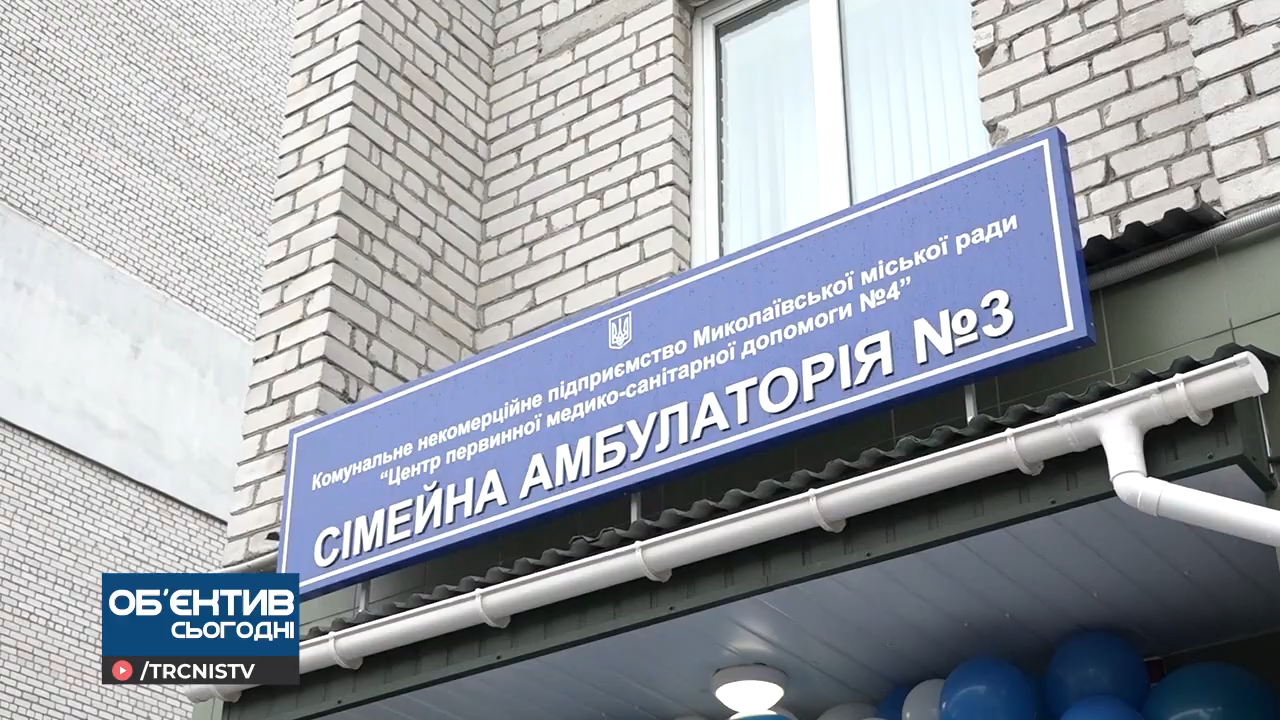 Комунальне некомерційне підприємство Миколаївської міської ради
“Центр первинної медико-санітарної допомоги №4”
СІМЕЙНА АМБУЛАТОРІЯ №3
ОБ'ЄКТИВ
СЬОГОДНІ
/TRCNISTV